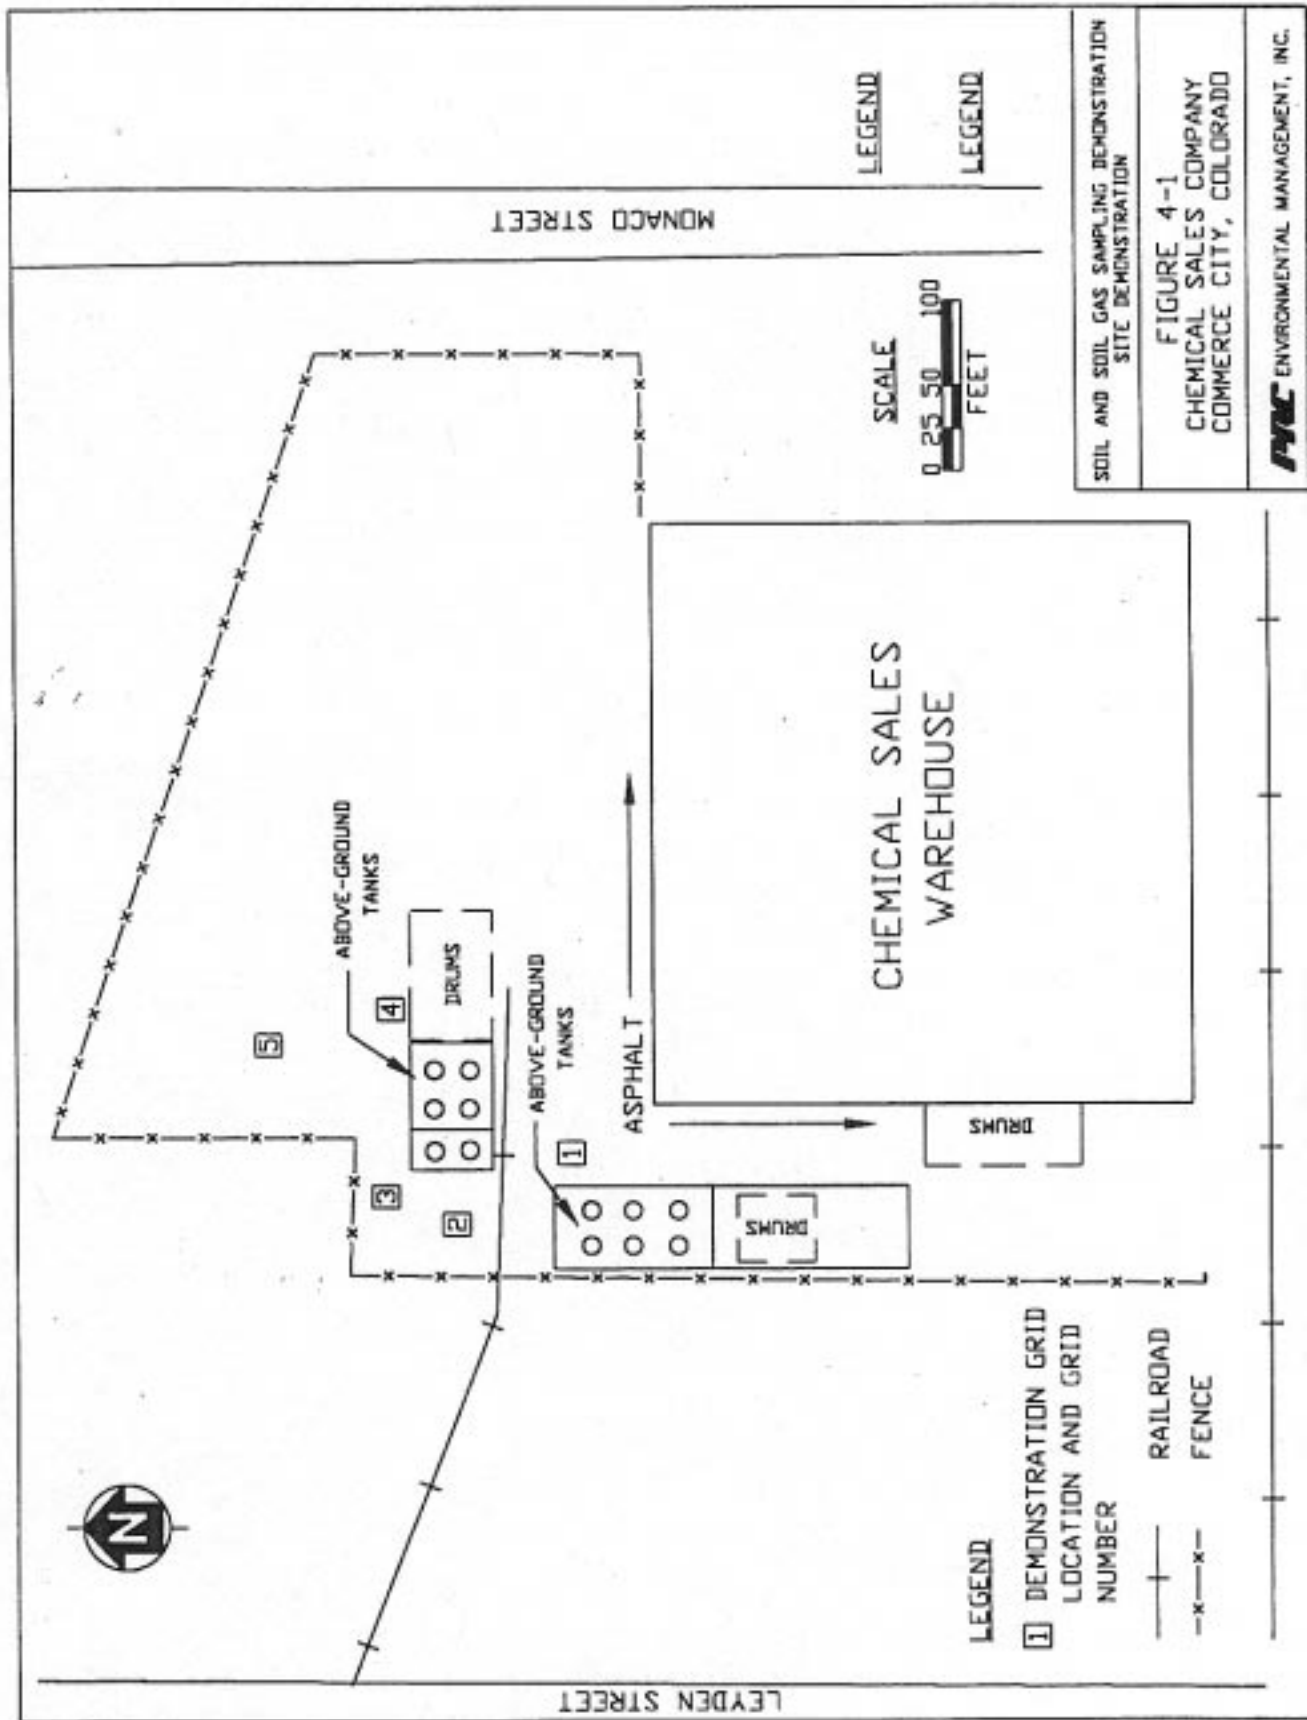 LEYDEN STREET
MONACO STREET
N
5
ABOVE-GROUND
TANKS
4
DRUMS
3
2
ABOVE-GROUND
TANKS
1
ASPHALT
DRUMS
DRUMS
CHEMICAL SALES
WAREHOUSE
SCALE
0 25 50 100
FEET
LEGEND
LEGEND
LEGEND
1 DEMONSTRATION GRID
LOCATION AND GRID
NUMBER
RAILROAD
FENCE
SOIL AND SOIL GAS SAMPLING DEMONSTRATION
SITE DEMONSTRATION
FIGURE 4-1
CHEMICAL SALES COMPANY
COMMERCE CITY, COLORADO
PRC ENVIRONMENTAL MANAGEMENT, INC.